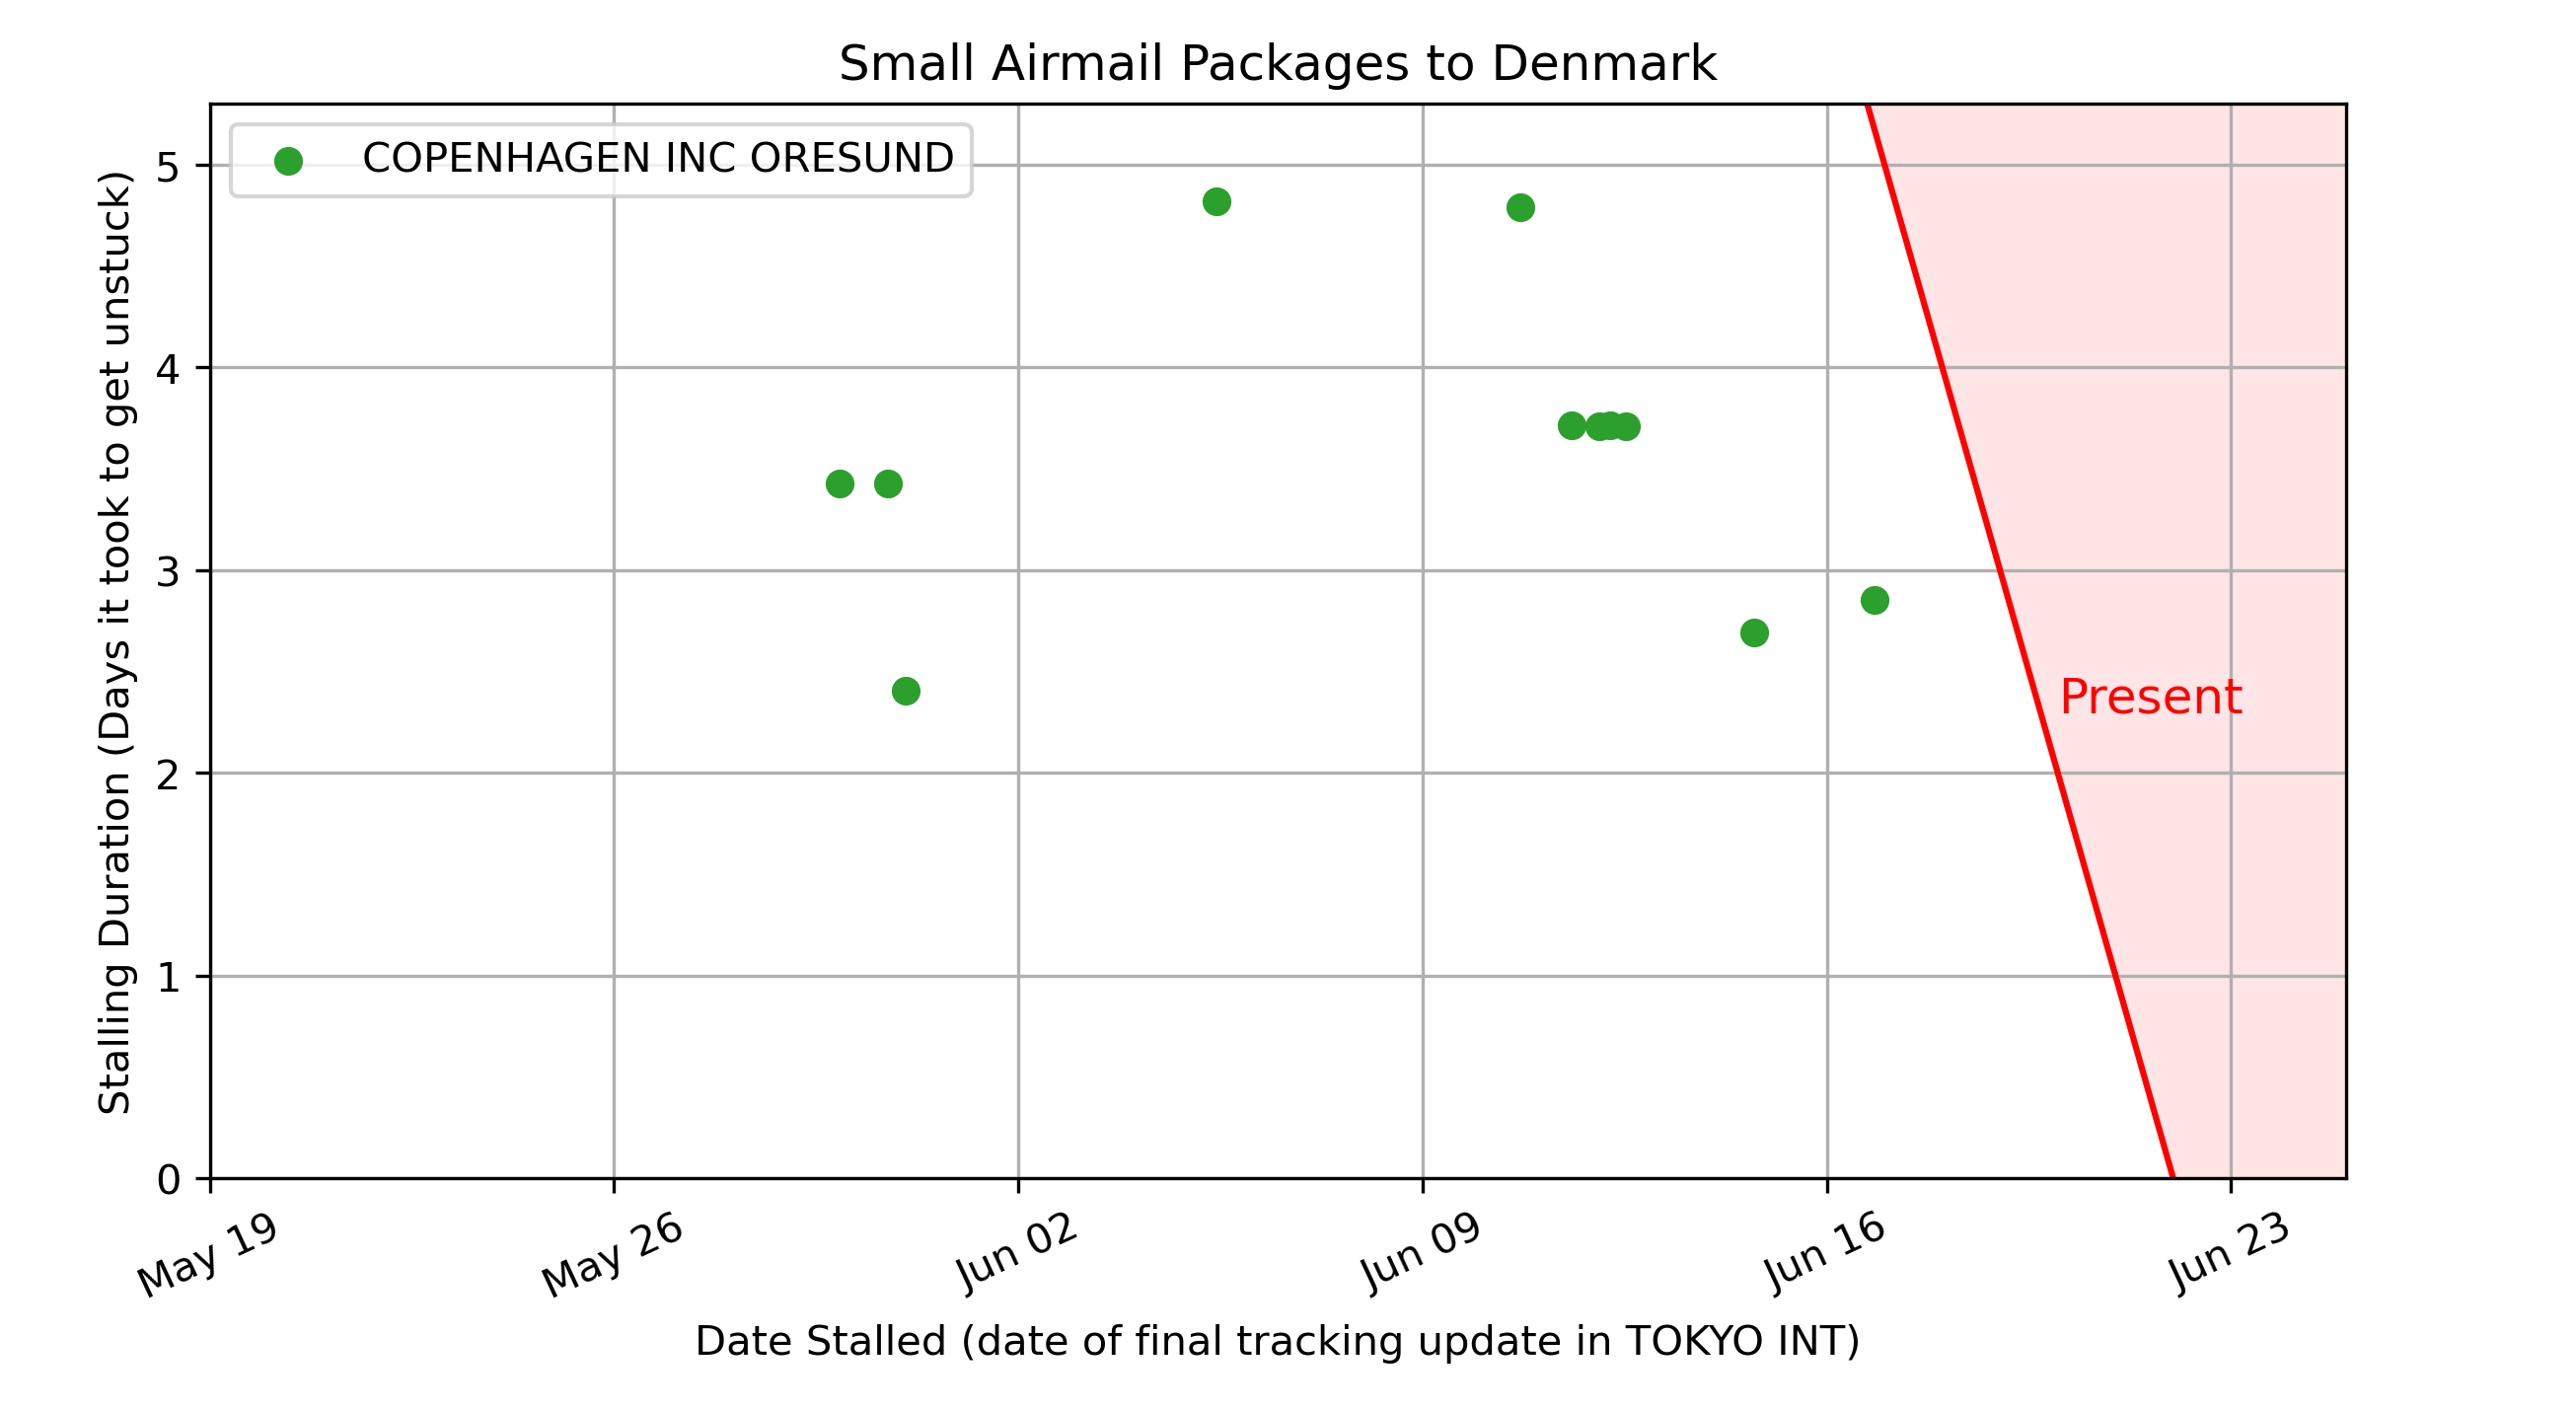 Small Airmail Packages to Denmark
COPENHAGEN INC ORESUND
Stalling Duration (Days it took to get unstuck)
5
4
3
2
1
0
Present
May 19
May 26
Jun 02
Jun 09
Jun 16
Jun 23
Date Stalled (date of final tracking update in TOKYO INT)